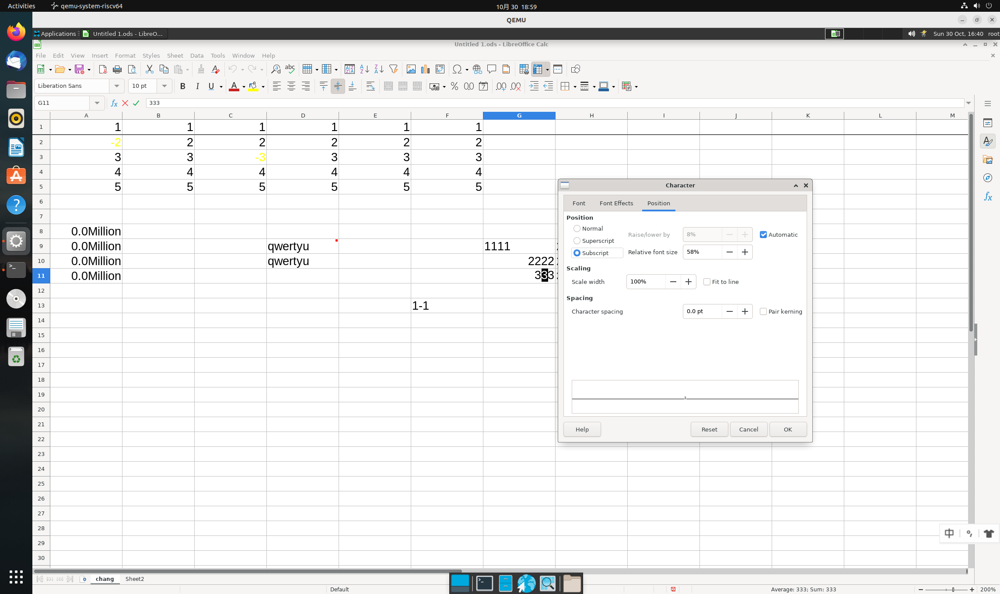 Activities qemu-system-riscv64 10月 30 18:59
QEMU
Applications Untitled 1.ods - LibreO... Sun 30 Oct, 16:40 root
Untitled 1.ods - LibreOffice Calc
File Edit View Insert Format Styles Sheet Data Tools Window Help
Liberation Sans 10 pt
G11 333
A B C D E F G H I J K L M
1 1 1 1 1 1 1
2 -2 2 2 2 2 2
3 3 3 -3 3 3 3
4 4 4 4 4 4 4
5 5 5 5 5 5 5
6
7
8 0.0Million
9 0.0Million qwertyu 1111
10 0.0Million qwertyu 2222
11 0.0Million 333
12
13 1-1
14
15
16
17
18
19
20
21
22
23
24
25
26
27
28
29
30
Character
Font Font Effects Position
Position
Normal
Superscript
Subscript
Raise/lower by 8% Automatic
Relative font size 58%
Scaling
Scale width 100% Fit to line
Spacing
Character spacing 0.0 pt Pair kerning
3
Help Reset Cancel OK
中
chang Sheet2
Default Average: 333; Sum: 333 200%